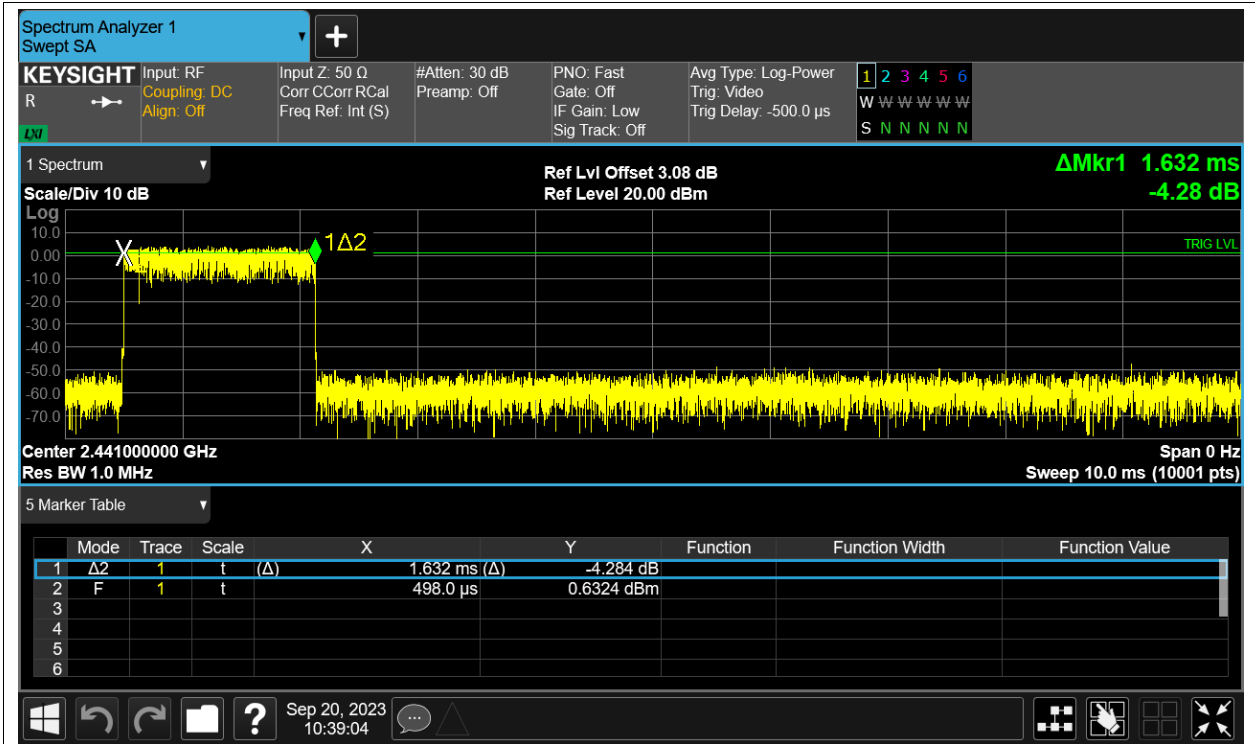 Spectrum Analyzer 1
Swept SA
+
KEYSIGHT Input: RF Input Z: 50 Ω #Atten: 30 dB PNO: Fast Avg Type: Log-Power 1 2 3 4 5 6
R Coupling: DC Corr CCorr RCal Preamp: Off Gate: Off Trig: Video W W W W W W
Align: Off Freq Ref: Int (S) IF Gain: Low Trig Delay: -500.0 µs
LXI Sig Track: Off S N N N N N
1 Spectrum Ref Lvl Offset 3.08 dB ΔMkr1 1.632 ms
Scale/Div 10 dB Ref Level 20.00 dBm -4.28 dB
Log
10.0 1Δ2 TRIG LVL
0.00 X
-10.0
-20.0
-30.0
-40.0
-50.0
-60.0
-70.0
Center 2.441000000 GHz Span 0 Hz
Res BW 1.0 MHz Sweep 10.0 ms (10001 pts)
5 Marker Table
Mode Trace Scale X Y Function Function Width Function Value
1 Δ2 1 t (Δ) 1.632 ms (Δ) -4.284 dB
2 F 1 t 498.0 µs 0.6324 dBm
3
4
5
6
? Sep 20, 2023
10:39:04